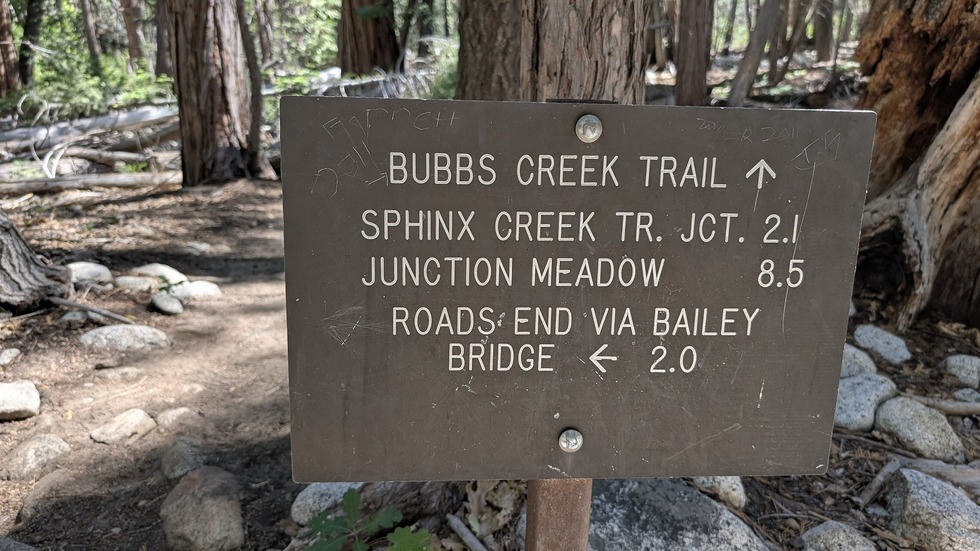 BUBBS CREEK TRAIL ↑
SPHINX CREEK TR. JCT. 2.1
JUNCTION MEADOW 8.5
ROADS END VIA BAILEY
BRIDGE ← 2.0